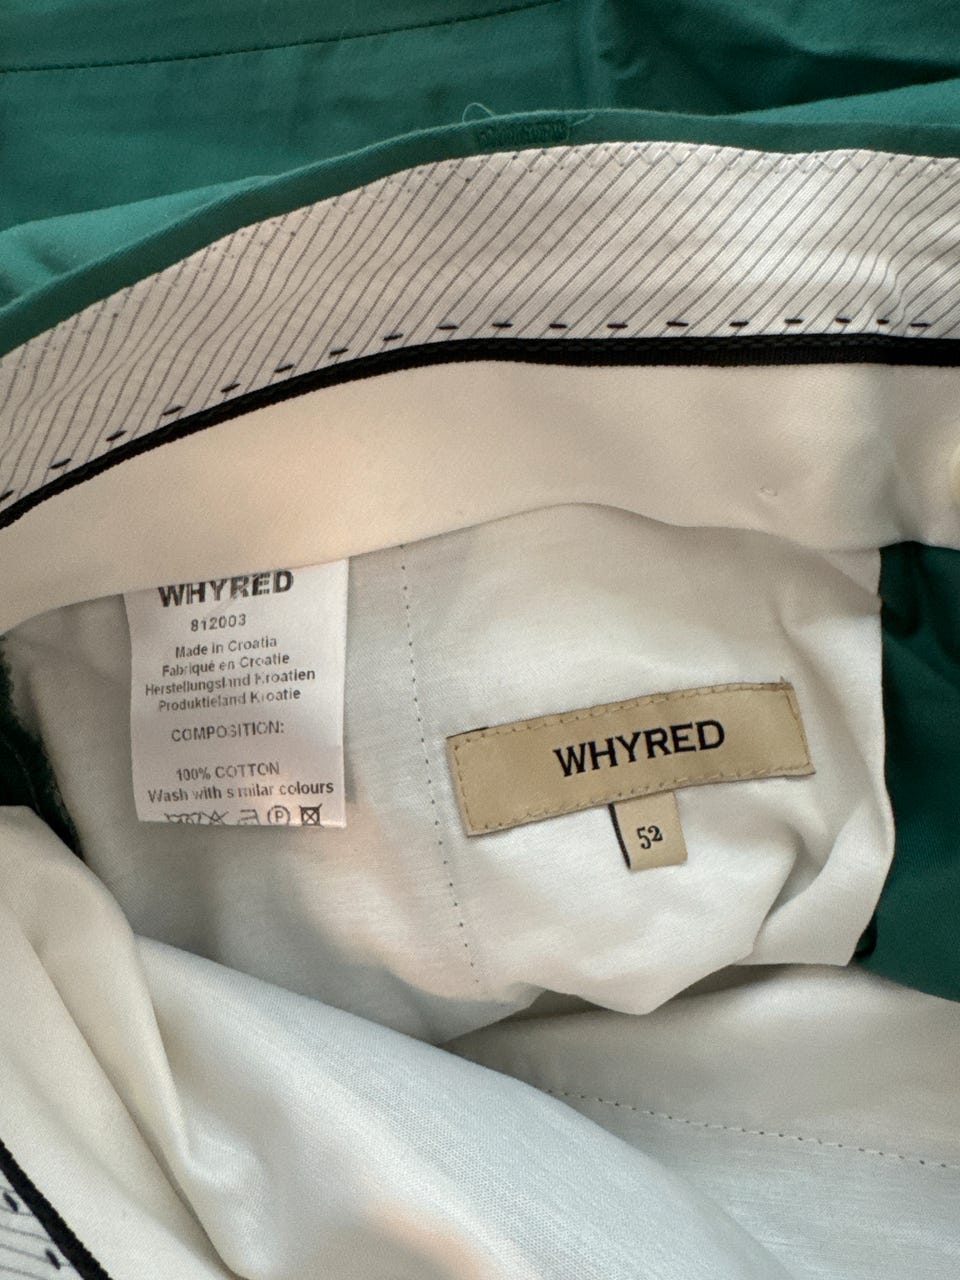 WHYRED
812003
Made in Croatia
Fabriqué en Croatie
Herstellungsland Kroatien
Produktieland Kroatie
COMPOSITION:
100% COTTON
Wash with similar colours
P
WHYRED
52